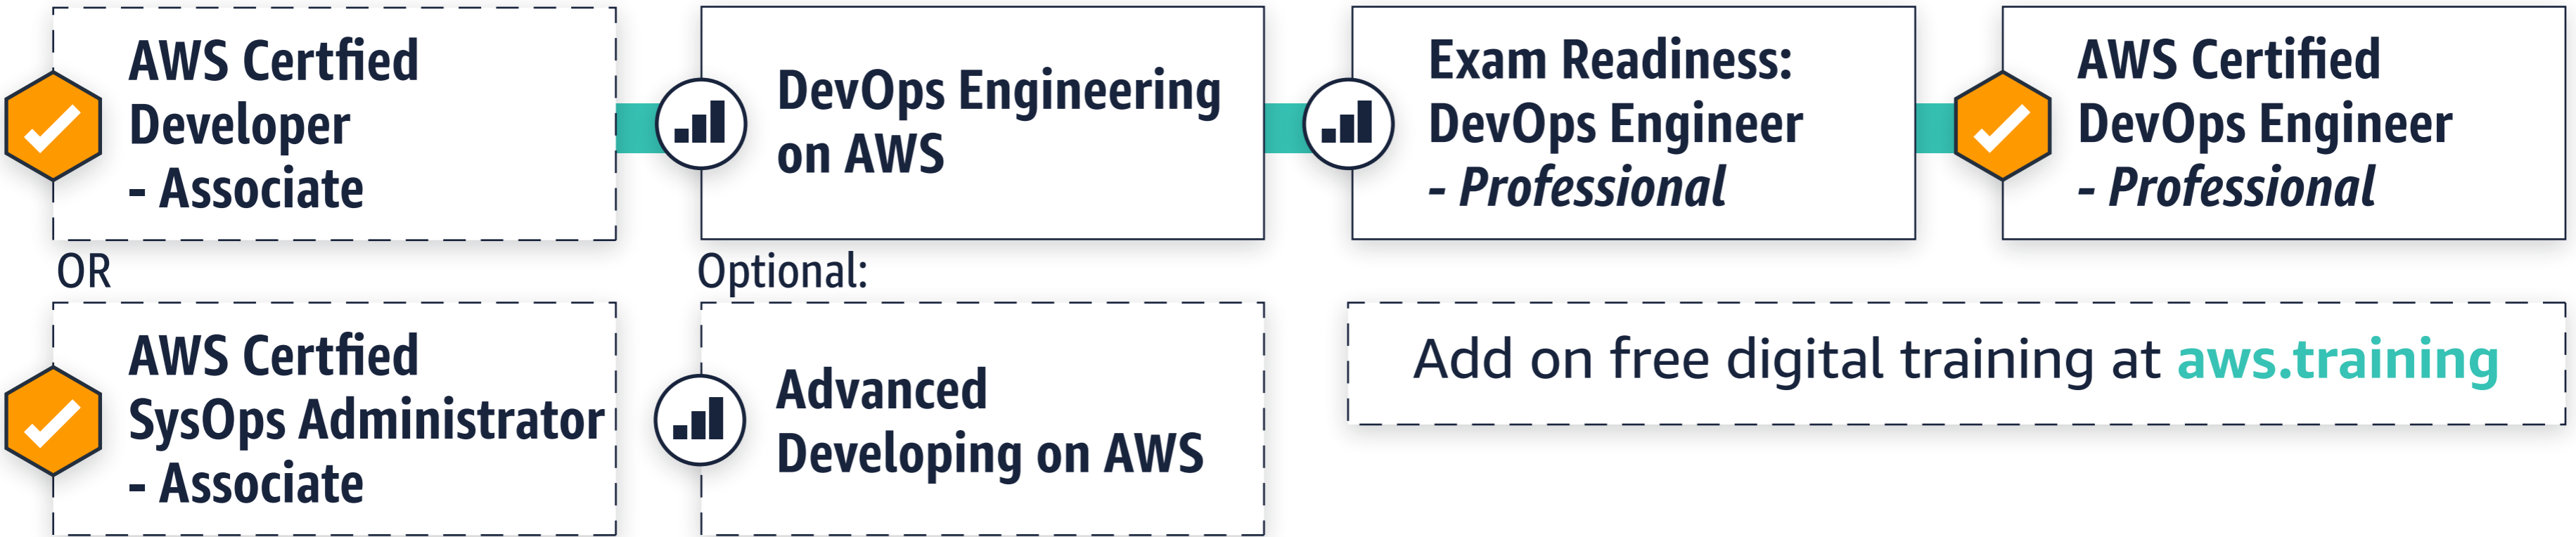 AWS Certfied
Developer
- Associate
DevOps Engineering
on AWS
Exam Readiness:
DevOps Engineer
- Professional
AWS Certified
DevOps Engineer
- Professional
OR
Optional:
AWS Certfied
SysOps Administrator
- Associate
Advanced
Developing on AWS
Add on free digital training at aws.training